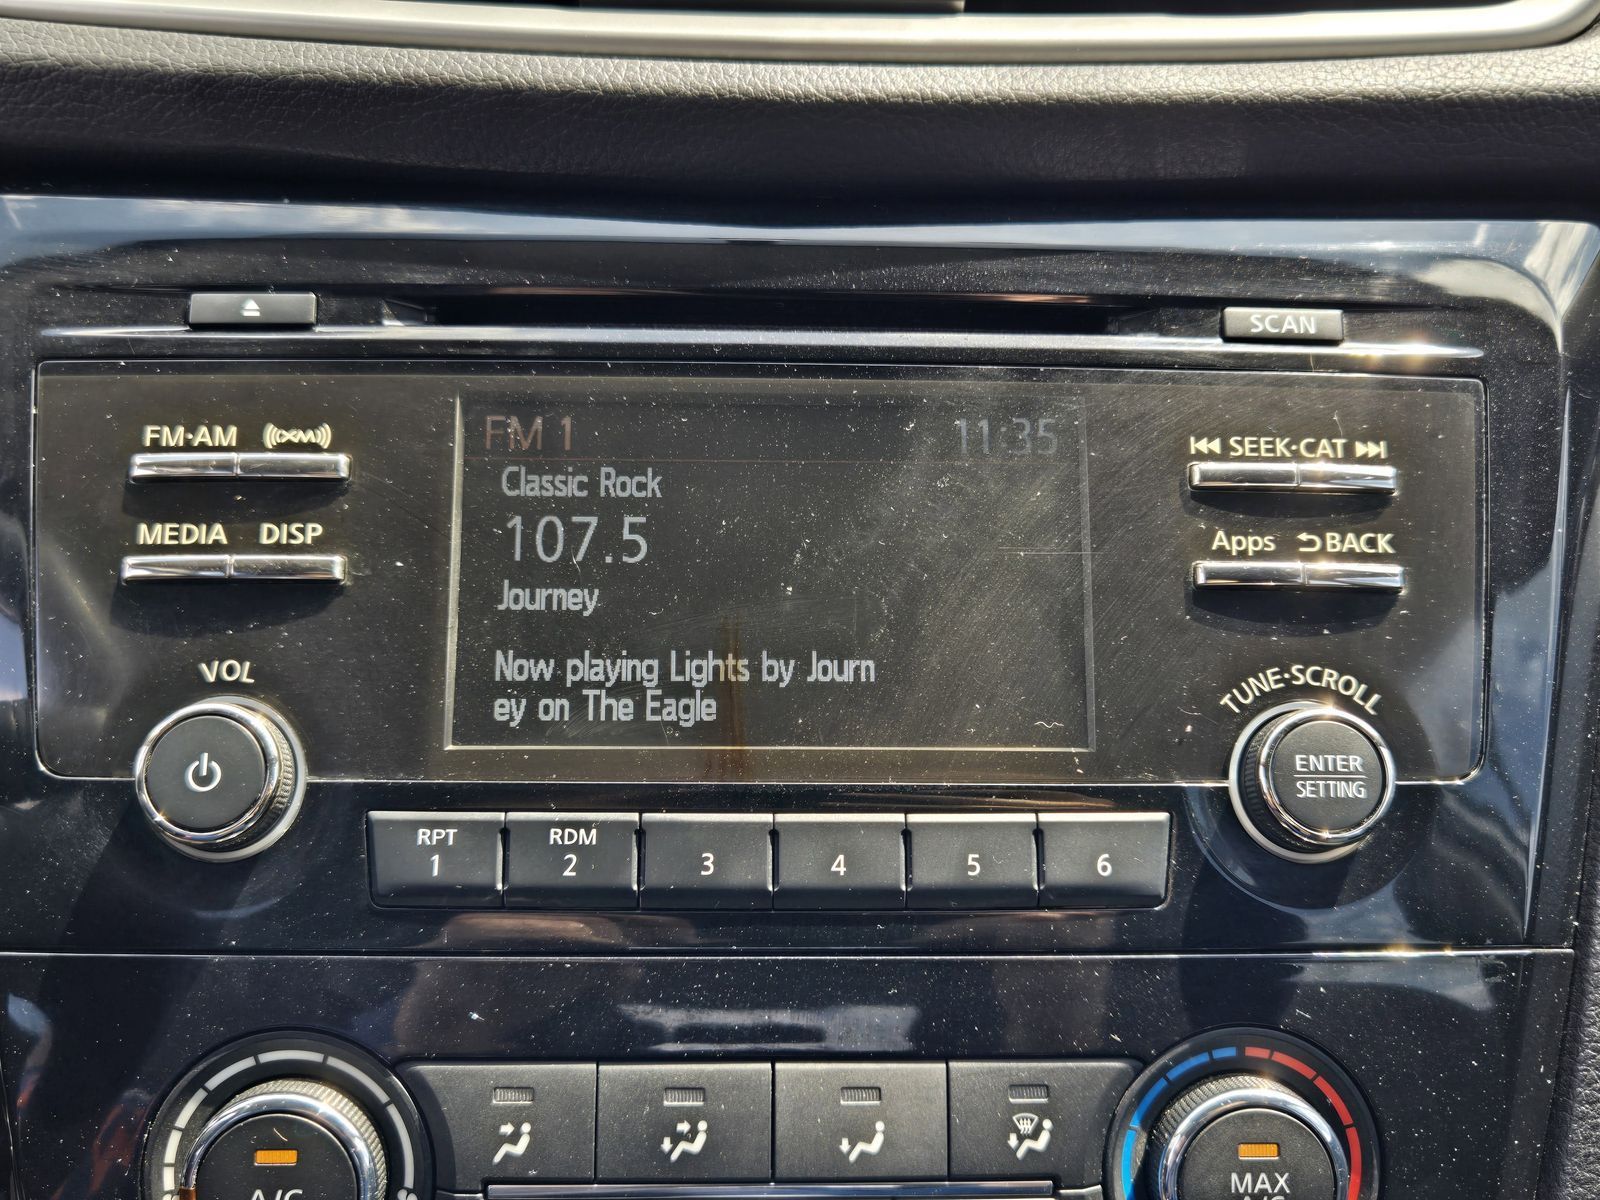 SCAN
FM·AM XM
SEEK·CAT
MEDIA DISP
Apps BACK
FM 1 11:35
Classic Rock
107.5
Journey
Now playing Lights by Journ
ey on The Eagle
VOL
TUNE·SCROLL
ENTER
SETTING
RPT
1
RDM
2
3
4
5
6
A/C
MAX
A/C